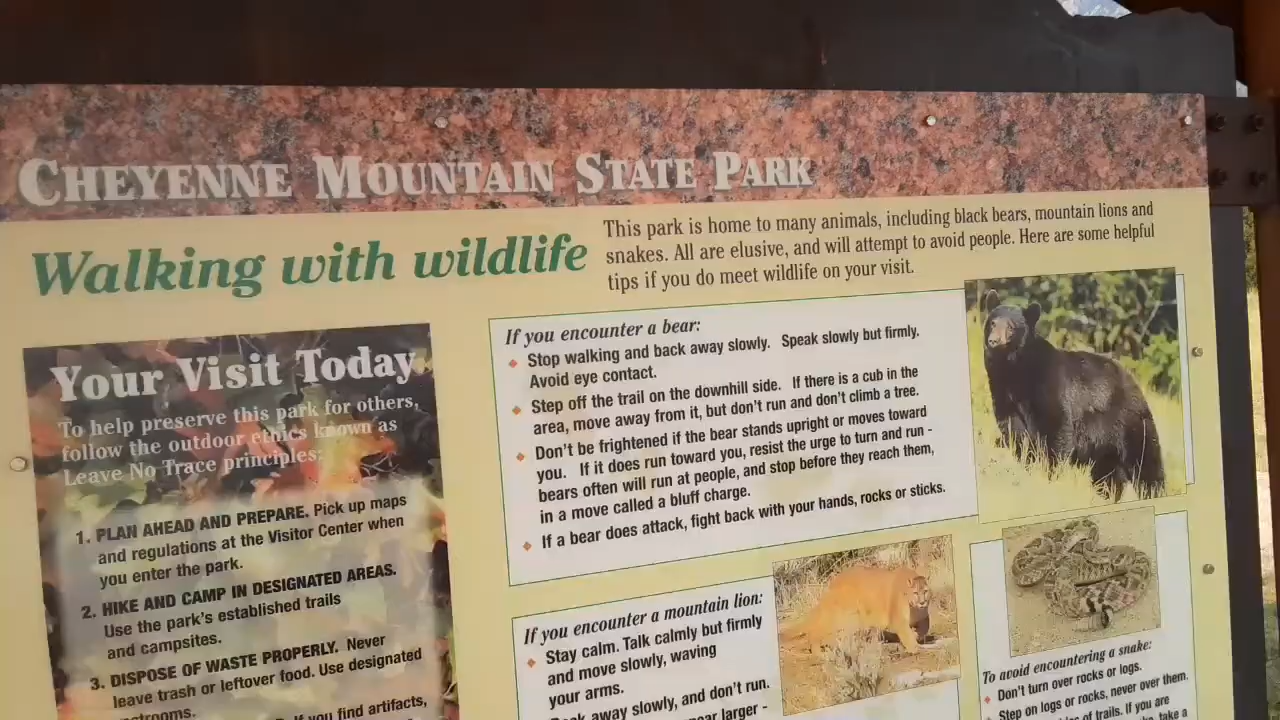 CHEYENNE MOUNTAIN STATE PARK
Walking with wildlife
This park is home to many animals, including black bears, mountain lions and
snakes. All are elusive, and will attempt to avoid people. Here are some helpful
tips if you do meet wildlife on your visit.
Your Visit Today
To help preserve this park for others,
follow the outdoor ethics known as
Leave No Trace principles:
1. PLAN AHEAD AND PREPARE. Pick up maps
and regulations at the Visitor Center when
you enter the park.
2. HIKE AND CAMP IN DESIGNATED AREAS.
Use the park's established trails
and campsites.
3. DISPOSE OF WASTE PROPERLY. Never
leave trash or leftover food. Use designated
If you find artifacts,
If you encounter a bear:
Stop walking and back away slowly. Speak slowly but firmly.
Avoid eye contact.
Step off the trail on the downhill side. If there is a cub in the
area, move away from it, but don't run and don't climb a tree.
Don't be frightened if the bear stands upright or moves toward
you. If it does run toward you, resist the urge to turn and run -
bears often will run at people, and stop before they reach them,
in a move called a bluff charge.
If a bear does attack, fight back with your hands, rocks or sticks.
If you encounter a mountain lion:
Stay calm. Talk calmly but firmly
and move slowly, waving
your arms.
away slowly, and don't run.
larger -
To avoid encountering a snake:
Don't turn over rocks or logs.
Step on logs or rocks, never over them.
of trails. If you are
take a